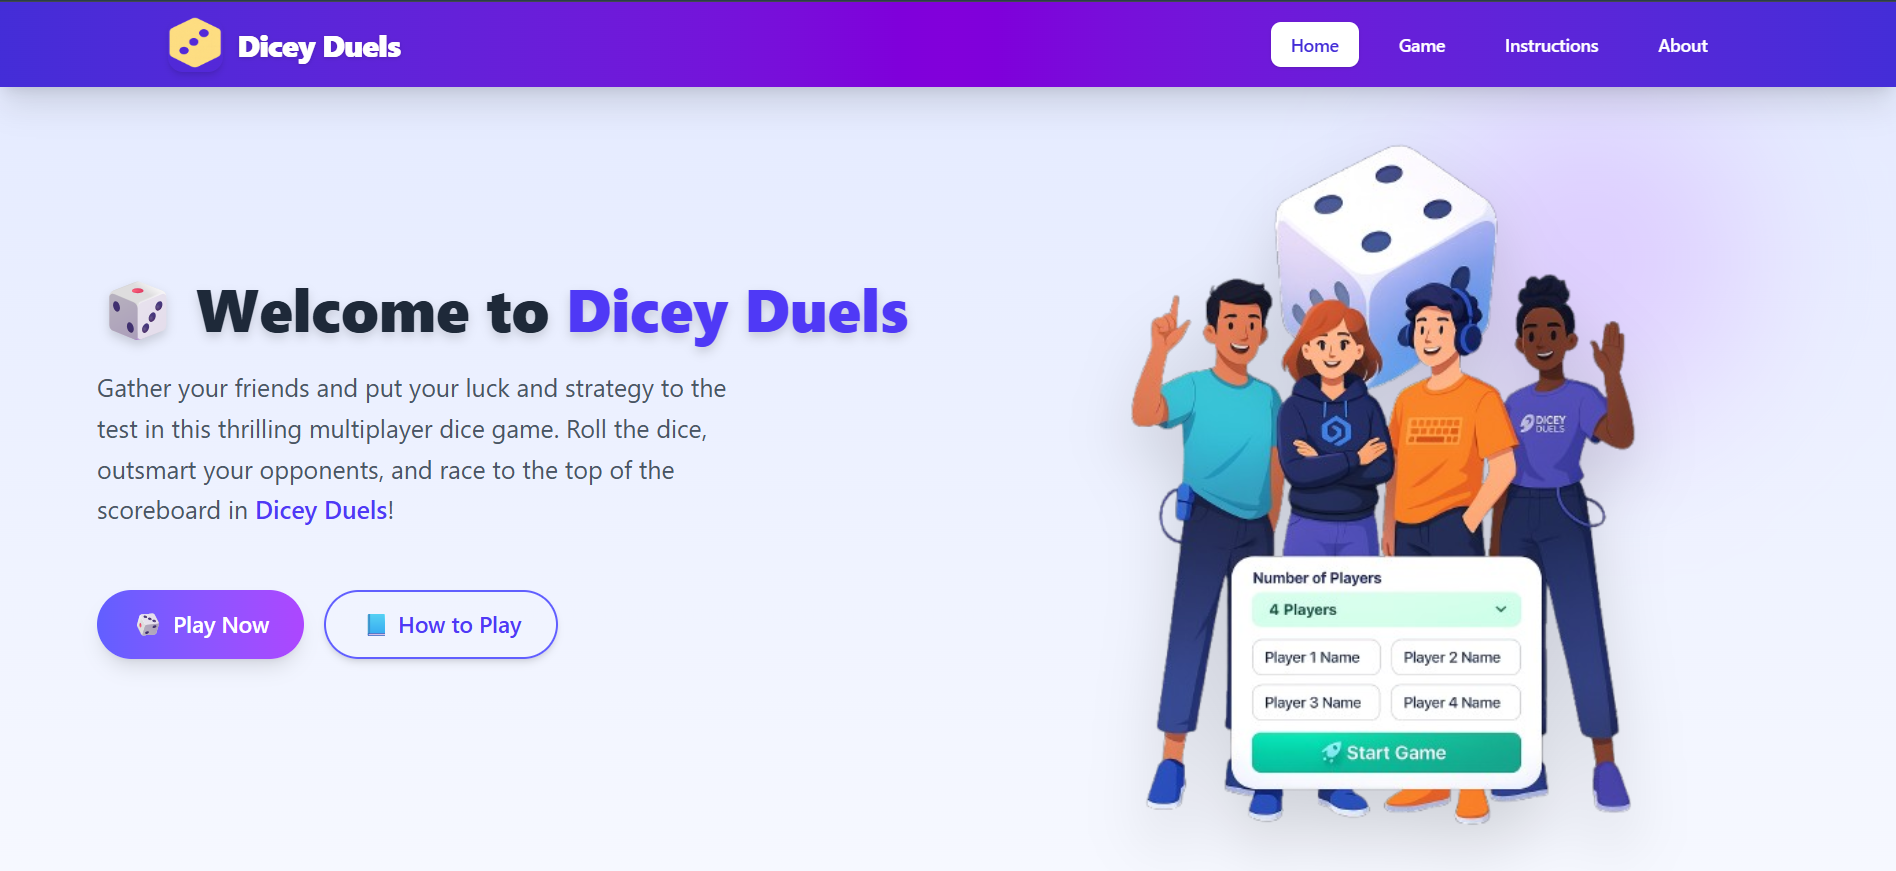 Dicey Duels
Home
Game
Instructions
About
Welcome to Dicey Duels
Gather your friends and put your luck and strategy to the
test in this thrilling multiplayer dice game. Roll the dice,
outsmart your opponents, and race to the top of the
scoreboard in Dicey Duels!
Play Now
How to Play
DICEY
DUELS
Number of Players
4 Players
Player 1 Name
Player 2 Name
Player 3 Name
Player 4 Name
Start Game